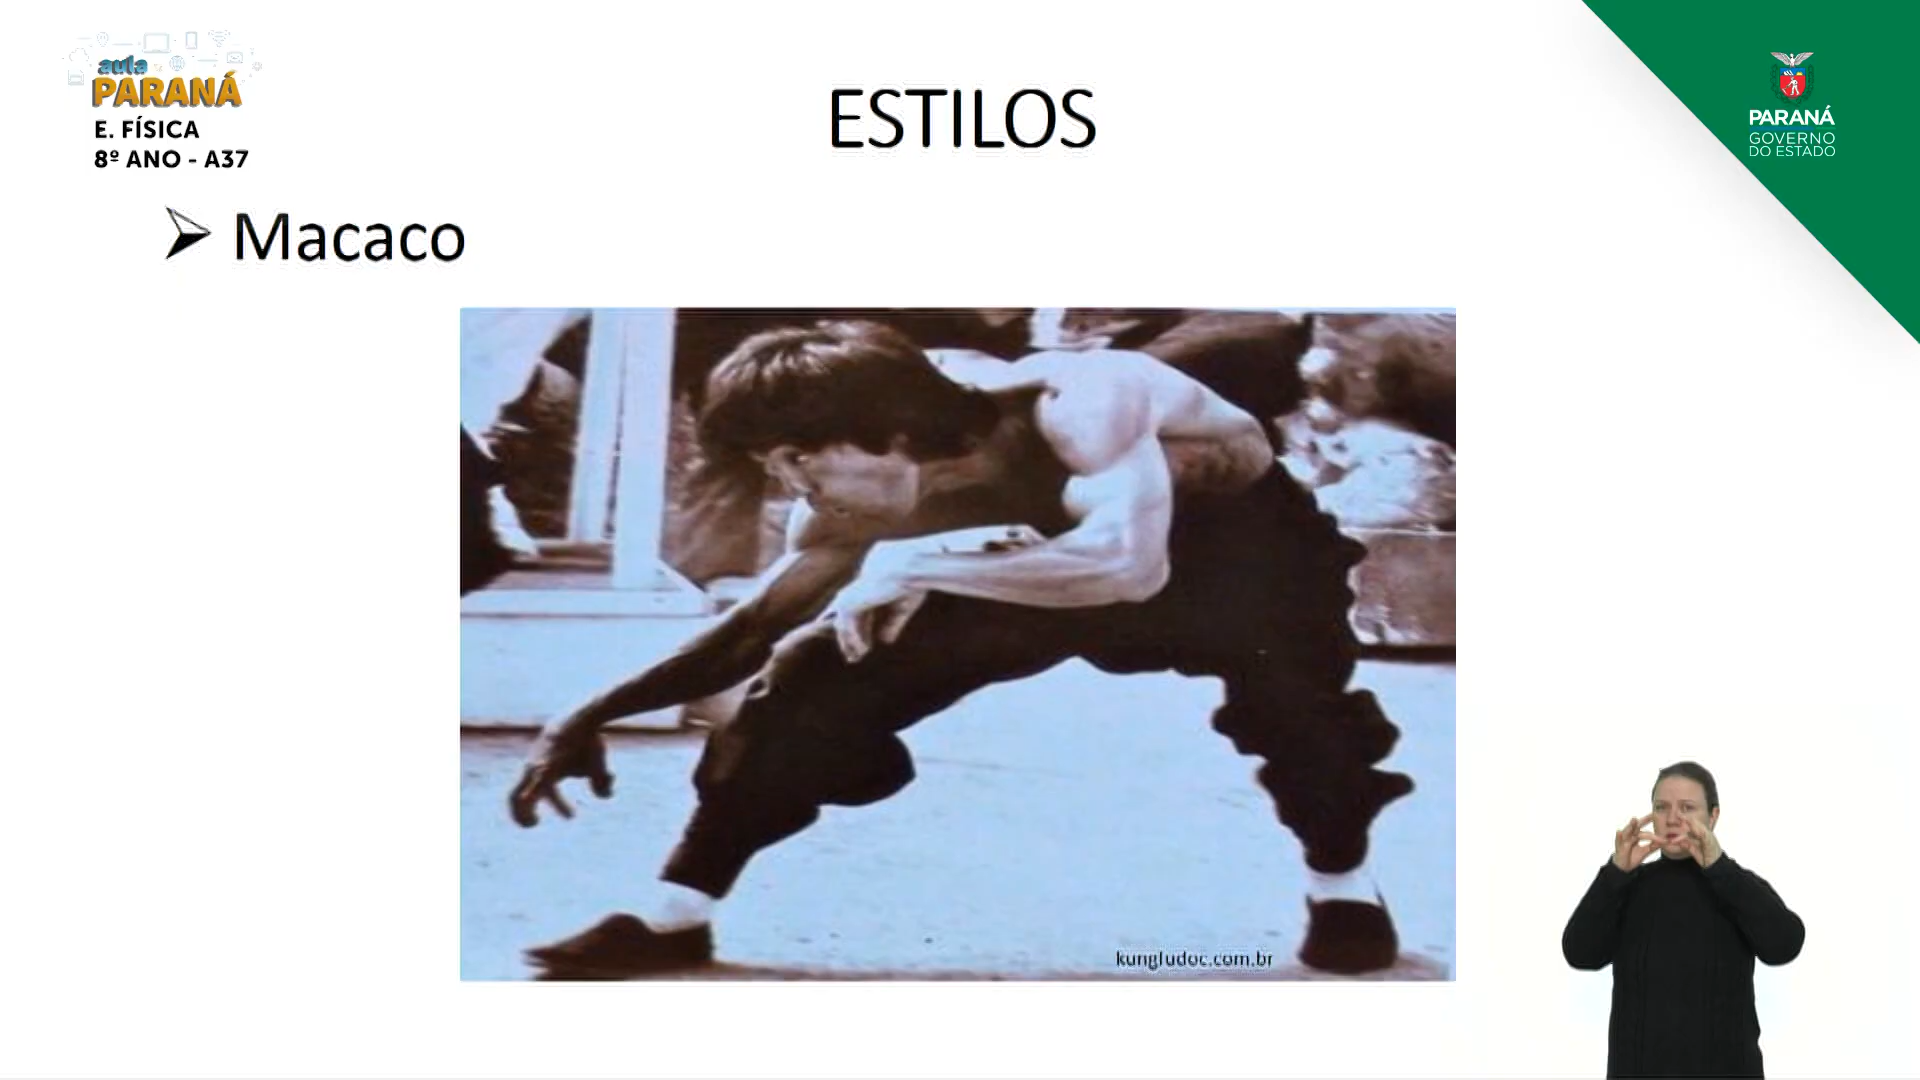 aula
PARANÁ
E. FÍSICA
8º ANO - A37
ESTILOS
PARANÁ
GOVERNO
DO ESTADO
Macaco
kungfudoc.com.br